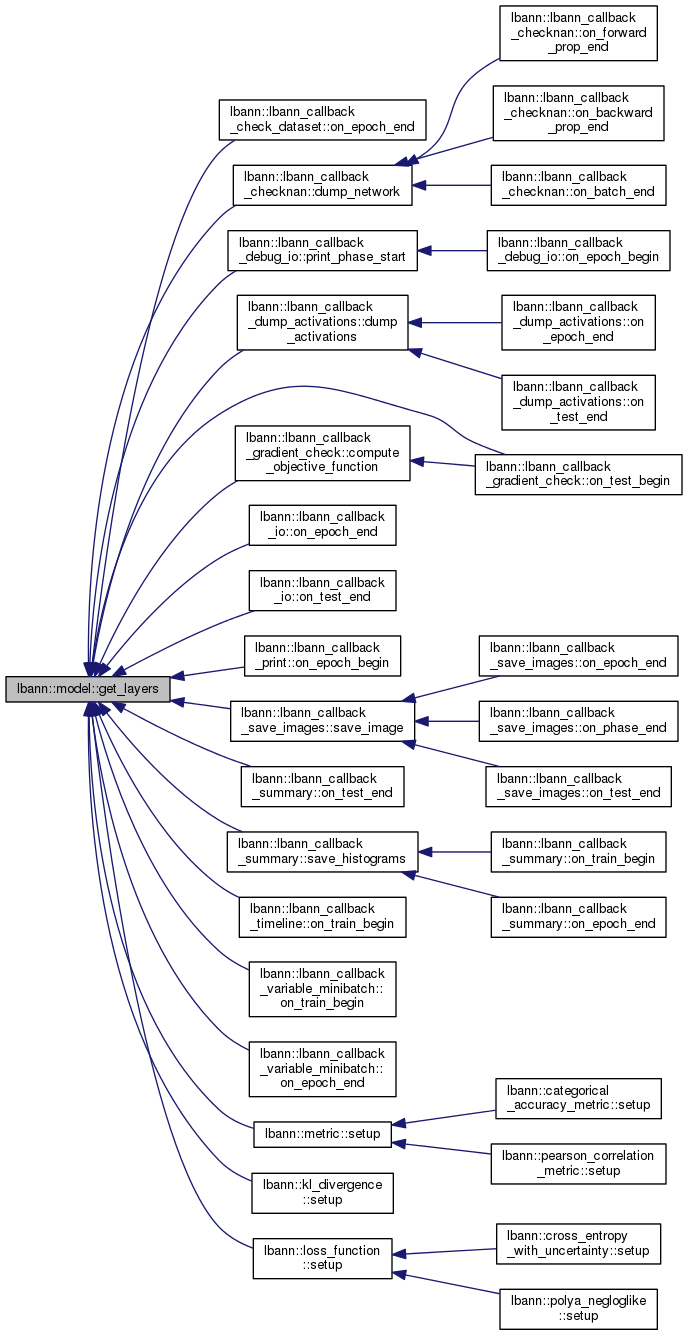 lbann::model::get_layers
lbann::lbann_callback
_check_dataset::on_epoch_end
lbann::lbann_callback
_checknan::dump_network
lbann::lbann_callback
_checknan::on_forward
_prop_end
lbann::lbann_callback
_checknan::on_backward
_prop_end
lbann::lbann_callback
_checknan::on_batch_end
lbann::lbann_callback
_debug_io::print_phase_start
lbann::lbann_callback
_debug_io::on_epoch_begin
lbann::lbann_callback
_dump_activations::dump
_activations
lbann::lbann_callback
_dump_activations::on
_epoch_end
lbann::lbann_callback
_dump_activations::on
_test_end
lbann::lbann_callback
_gradient_check::compute
_objective_function
lbann::lbann_callback
_gradient_check::on_test_begin
lbann::lbann_callback
_io::on_epoch_end
lbann::lbann_callback
_io::on_test_end
lbann::lbann_callback
_print::on_epoch_begin
lbann::lbann_callback
_save_images::save_image
lbann::lbann_callback
_save_images::on_epoch_end
lbann::lbann_callback
_save_images::on_phase_end
lbann::lbann_callback
_save_images::on_test_end
lbann::lbann_callback
_summary::on_test_end
lbann::lbann_callback
_summary::save_histograms
lbann::lbann_callback
_summary::on_train_begin
lbann::lbann_callback
_summary::on_epoch_end
lbann::lbann_callback
_timeline::on_train_begin
lbann::lbann_callback
_variable_minibatch::
on_train_begin
lbann::lbann_callback
_variable_minibatch::
on_epoch_end
lbann::metric::setup
lbann::categorical
_accuracy_metric::setup
lbann::pearson_correlation
_metric::setup
lbann::kl_divergence
::setup
lbann::loss_function
::setup
lbann::cross_entropy
_with_uncertainty::setup
lbann::polya_negloglike
::setup